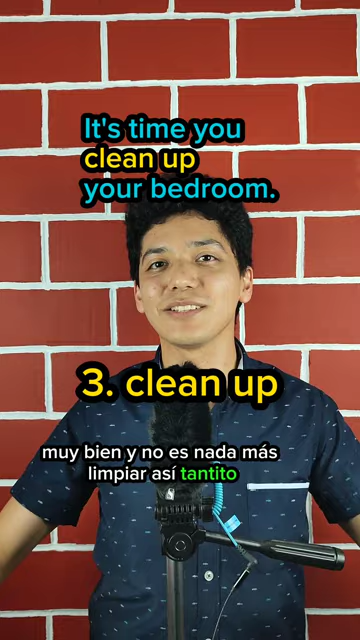 It's time you
clean up
your bedroom.
3. clean up
muy bien y no es nada más
limpiar así tantito